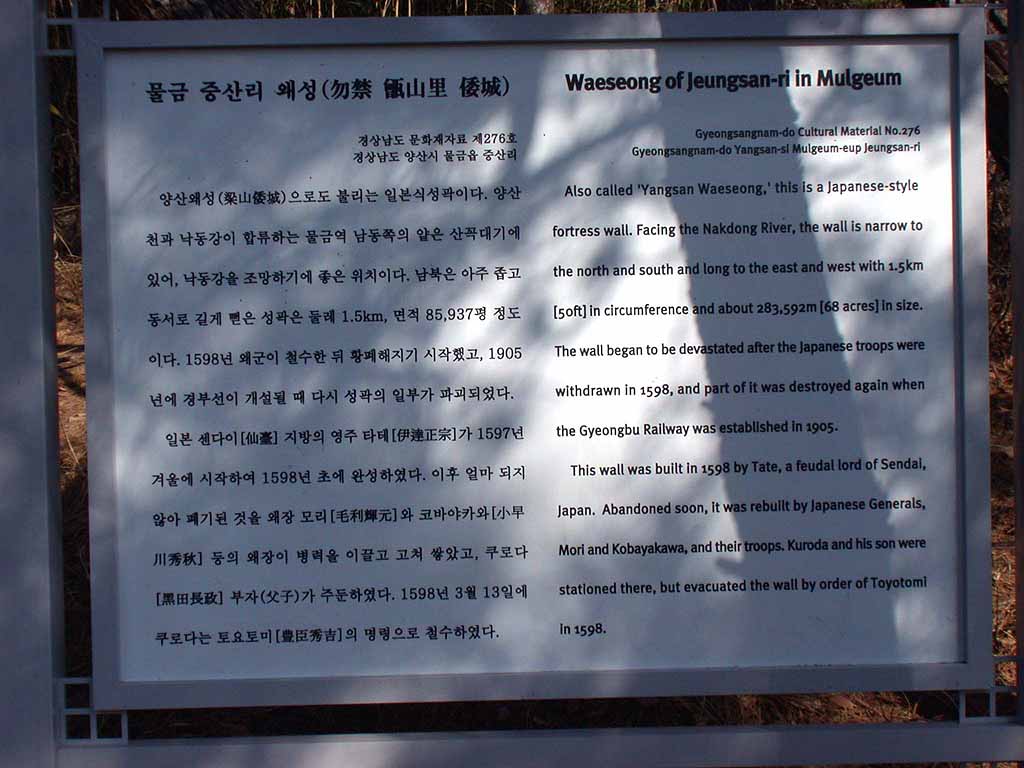 물금 증산리 왜성(勿禁 甑山里 倭城)
경상남도 문화재자료 제276호
경상남도 양산시 물금읍 증산리
양산왜성(梁山倭城)으로도 불리는 일본식성곽이다. 양산
천과 낙동강이 합류하는 물금역 남동쪽의 얕은 산꼭대기에
있어, 낙동강을 조망하기에 좋은 위치이다. 남북은 아주 좁고
동서로 길게 뻗은 성곽은 둘레 1.5km, 면적 85,937평 정도
이다. 1598년 왜군이 철수한 뒤 황폐해지기 시작했고, 1905
년에 경부선이 개설될 때 다시 성곽의 일부가 파괴되었다.
일본 센다이[仙臺] 지방의 영주 타테[伊達正宗]가 1597년
겨울에 시작하여 1598년 초에 완성하였다. 이후 얼마 되지
않아 폐기된 것을 왜장 모리[毛利輝元]와 코바야카와[小早
川秀秋] 등의 왜장이 병력을 이끌고 고쳐 쌓았고, 쿠로다
[黑田長政] 부자(父子)가 주둔하였다. 1598년 3월 13일에
쿠로다는 토요토미[豊臣秀吉]의 명령으로 철수하였다.
Waeseong of Jeungsan-ri in Mulgeum
Gyeongsangnam-do Cultural Material No.276
Gyeongsangnam-do Yangsan-si Mulgeum-eup Jeungsan-ri
Also called 'Yangsan Waeseong,' this is a Japanese-style
fortress wall. Facing the Nakdong River, the wall is narrow to
the north and south and long to the east and west with 1.5km
[50ft] in circumference and about 283,592m [68 acres] in size.
The wall began to be devastated after the Japanese troops were
withdrawn in 1598, and part of it was destroyed again when
the Gyeongbu Railway was established in 1905.
This wall was built in 1598 by Tate, a feudal lord of Sendai,
Japan. Abandoned soon, it was rebuilt by Japanese Generals,
Mori and Kobayakawa, and their troops. Kuroda and his son were
stationed there, but evacuated the wall by order of Toyotomi
in 1598.